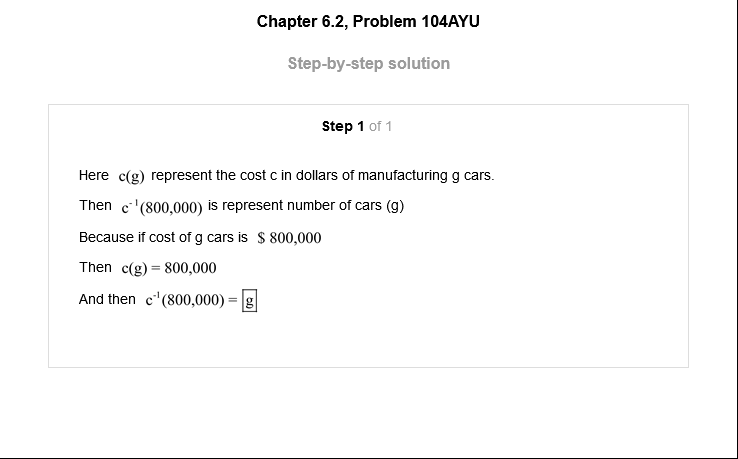 Chapter 6.2, Problem 104AYU
Step-by-step solution
Step 1 of 1
Here c(g) represent the cost c in dollars of manufacturing g cars.
Then c⁻¹(800,000) is represent number of cars (g)
Because if cost of g cars is $ 800,000
Then c(g) = 800,000
And then c⁻¹(800,000) = g